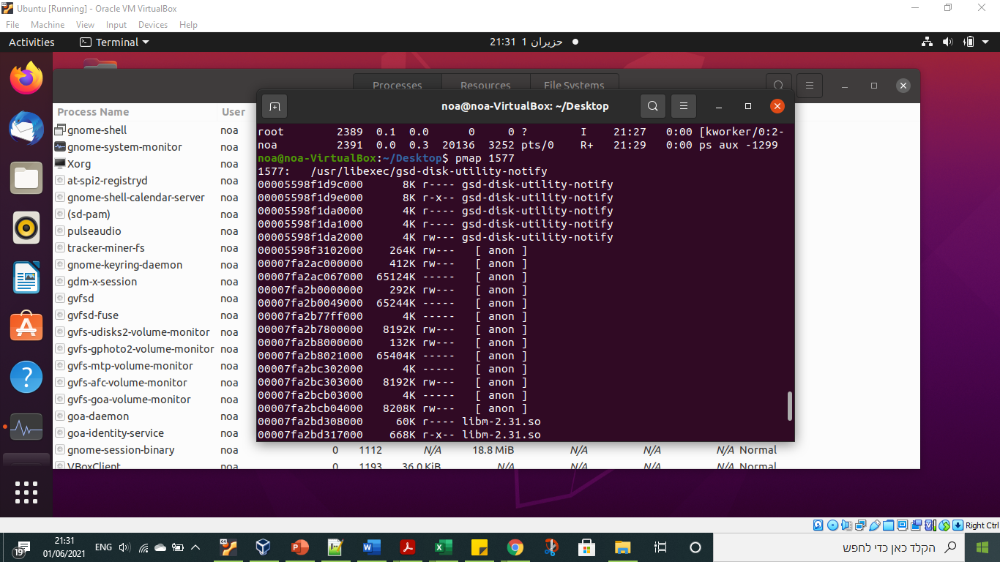 Ubuntu [Running] - Oracle VM VirtualBox
File Machine View Input Devices Help
Activities Terminal 21:31 1 حزيران
Processes Resources File Systems
noa@noa-VirtualBox: ~/Desktop
Process Name User
gnome-shell noa
gnome-system-monitor noa
Xorg noa
at-spi2-registryd noa
gnome-shell-calendar-server noa
(sd-pam) noa
pulseaudio noa
tracker-miner-fs noa
gnome-keyring-daemon noa
gdm-x-session noa
gvfsd noa
gvfsd-fuse noa
gvfs-udisks2-volume-monitor noa
gvfs-gphoto2-volume-monitor noa
gvfs-mtp-volume-monitor noa
gvfs-afc-volume-monitor noa
gvfs-goa-volume-monitor noa
goa-daemon noa
goa-identity-service noa
gnome-session-binary noa 0 1112 N/A 18.8 MiB N/A N/A N/A Normal
VBoxClient noa 0 1193 36.0 KiB N/A N/A N/A N/A Normal
root 2389 0.1 0.0 0 0 ? I 21:27 0:00 [kworker/0:2-
noa 2391 0.0 0.3 20136 3252 pts/0 R+ 21:29 0:00 ps aux -1299
noa@noa-VirtualBox:~/Desktop$ pmap 1577
1577: /usr/libexec/gsd-disk-utility-notify
00005598f1d9c000 8K r---- gsd-disk-utility-notify
00005598f1d9e000 8K r-x-- gsd-disk-utility-notify
00005598f1da0000 4K r---- gsd-disk-utility-notify
00005598f1da1000 4K r---- gsd-disk-utility-notify
00005598f1da2000 4K rw--- gsd-disk-utility-notify
00005598f3102000 264K rw--- [ anon ]
00007fa2ac000000 412K rw--- [ anon ]
00007fa2ac067000 65124K ----- [ anon ]
00007fa2b0000000 292K rw--- [ anon ]
00007fa2b0049000 65244K ----- [ anon ]
00007fa2b77ff000 4K ----- [ anon ]
00007fa2b7800000 8192K rw--- [ anon ]
00007fa2b8000000 132K rw--- [ anon ]
00007fa2b8021000 65404K ----- [ anon ]
00007fa2bc302000 4K ----- [ anon ]
00007fa2bc303000 8192K rw--- [ anon ]
00007fa2bcb03000 4K ----- [ anon ]
00007fa2bcb04000 8208K rw--- [ anon ]
00007fa2bd308000 60K r---- libm-2.31.so
00007fa2bd317000 668K r-x-- libm-2.31.so
Right Ctrl
19 21:31 ENG
01/06/2021
הקלד כאן כדי לחפש